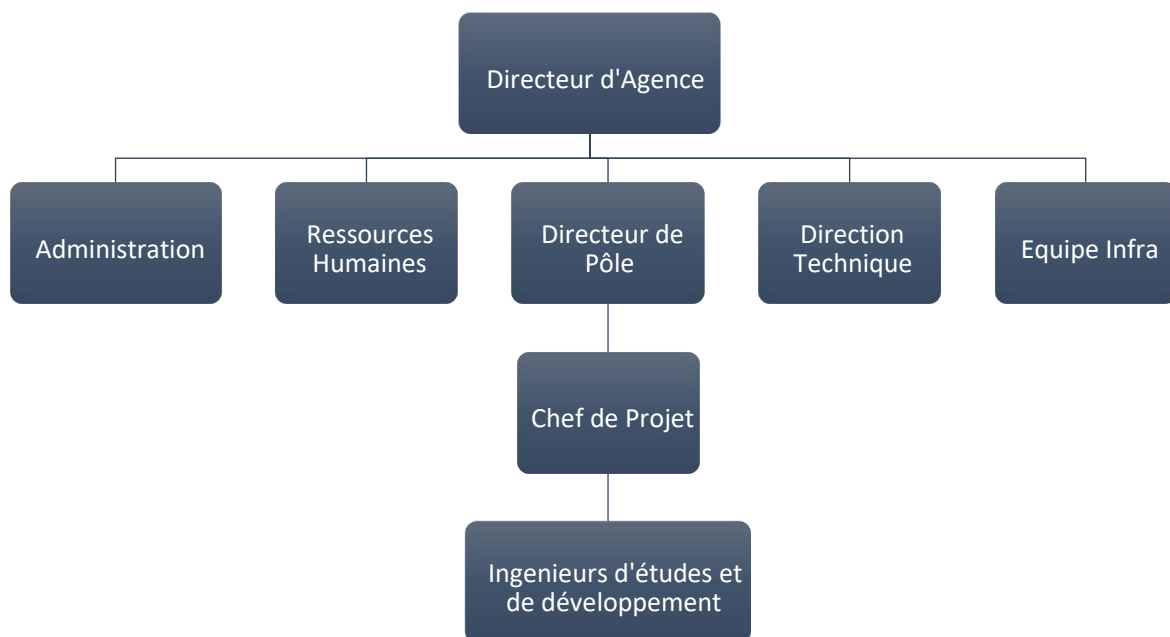 Directeur d'Agence
Administration
Ressources
Humaines
Directeur de
Pôle
Direction
Technique
Equipe Infra
Chef de Projet
Ingenieurs d'études et
de développement